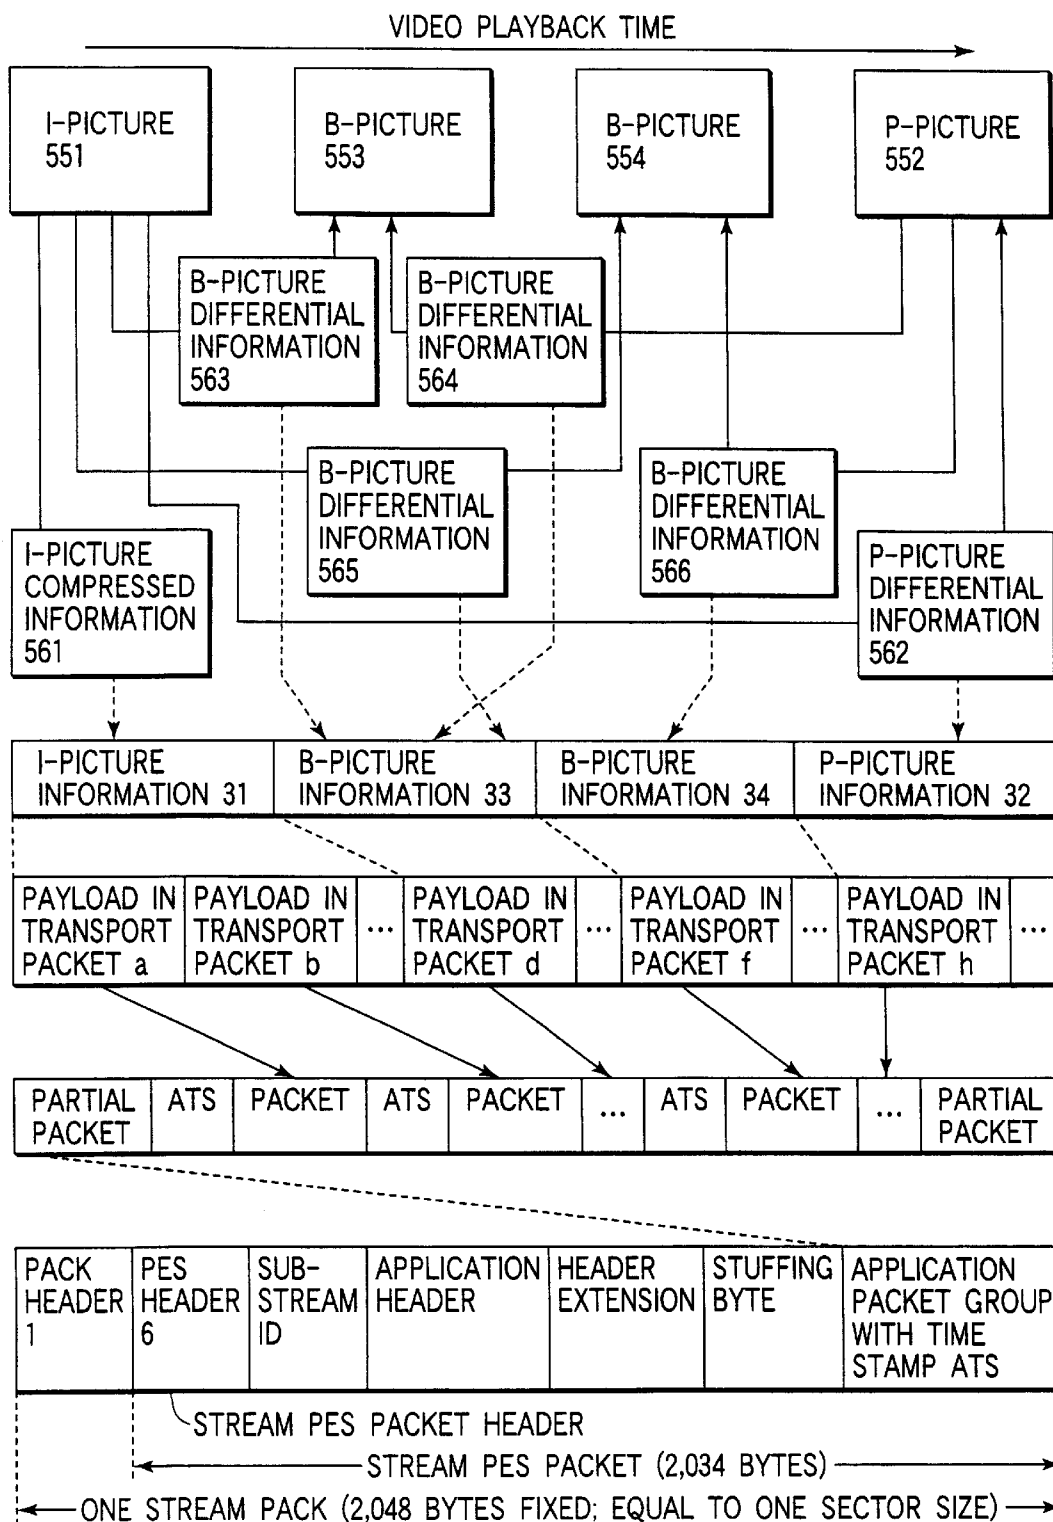 VIDEO PLAYBACK TIME
I-PICTURE
551
B-PICTURE
553
B-PICTURE
554
P-PICTURE
552
B-PICTURE
DIFFERENTIAL
INFORMATION
563
B-PICTURE
DIFFERENTIAL
INFORMATION
564
B-PICTURE
DIFFERENTIAL
INFORMATION
565
B-PICTURE
DIFFERENTIAL
INFORMATION
566
I-PICTURE
COMPRESSED
INFORMATION
561
P-PICTURE
DIFFERENTIAL
INFORMATION
562
I-PICTURE
INFORMATION 31
B-PICTURE
INFORMATION 33
B-PICTURE
INFORMATION 34
P-PICTURE
INFORMATION 32
PAYLOAD IN
TRANSPORT
PACKET a
PAYLOAD IN
TRANSPORT
PACKET b
...
PAYLOAD IN
TRANSPORT
PACKET d
...
PAYLOAD IN
TRANSPORT
PACKET f
...
PAYLOAD IN
TRANSPORT
PACKET h
...
PARTIAL
PACKET
ATS
PACKET
ATS
PACKET
...
ATS
PACKET
...
PARTIAL
PACKET
PACK
HEADER
1
PES
HEADER
6
SUB-
STREAM
ID
APPLICATION
HEADER
HEADER
EXTENSION
STUFFING
BYTE
APPLICATION
PACKET GROUP
WITH TIME
STAMP ATS
STREAM PES PACKET HEADER
STREAM PES PACKET (2,034 BYTES)
ONE STREAM PACK (2,048 BYTES FIXED; EQUAL TO ONE SECTOR SIZE)